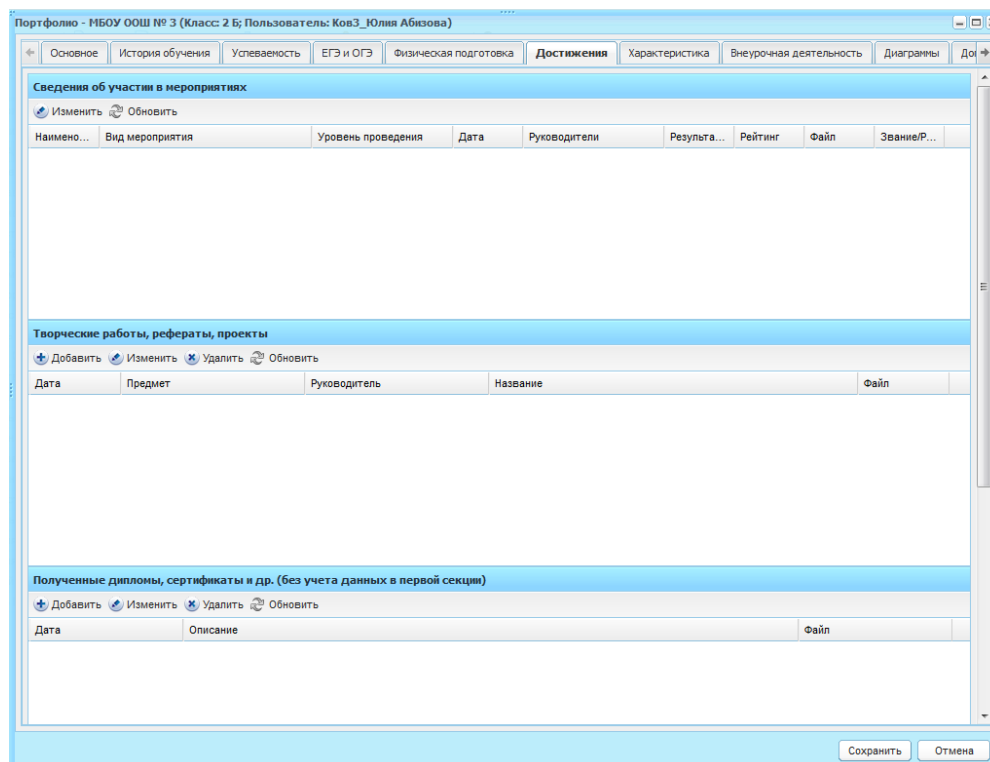 Портфолио - МБОУ ООШ № 3 (Класс: 2 Б; Пользователь: Ков3_Юлия Абизова)
Основное История обучения Успеваемость ЕГЭ и ОГЭ Физическая подготовка Достижения Характеристика Внеурочная деятельность Диаграммы До
Сведения об участии в мероприятиях
Изменить Обновить
Наимено... Вид мероприятия Уровень проведения Дата Руководители Результа... Рейтинг Файл Звание/Р...
Творческие работы, рефераты, проекты
Добавить Изменить Удалить Обновить
Дата Предмет Руководитель Название Файл
Полученные дипломы, сертификаты и др. (без учета данных в первой секции)
Добавить Изменить Удалить Обновить
Дата Описание Файл
Сохранить Отмена